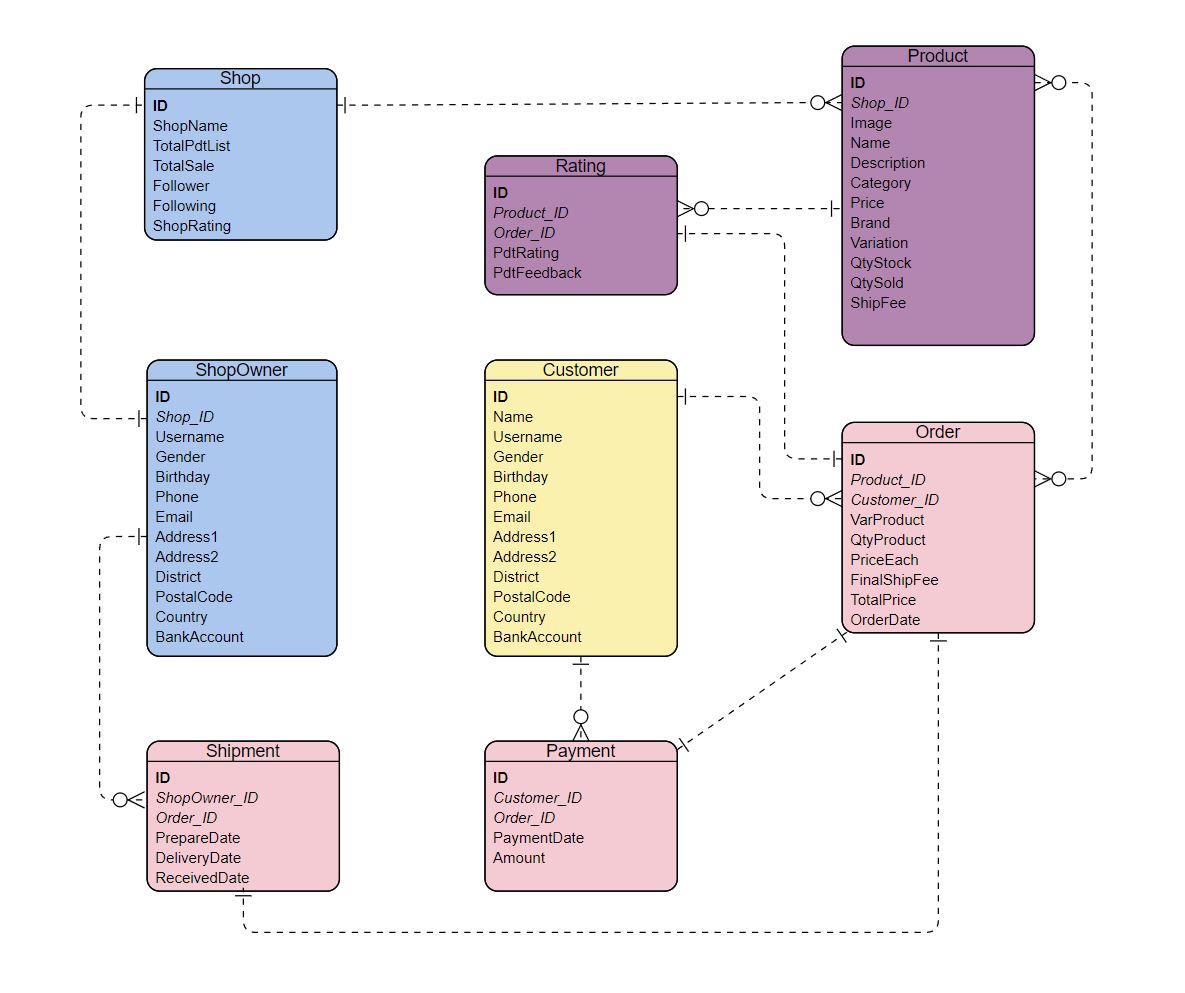 Shop
ID
ShopName
TotalPdtList
TotalSale
Follower
Following
ShopRating
Product
ID
Shop_ID
Image
Name
Description
Category
Price
Brand
Variation
QtyStock
QtySold
ShipFee
Rating
ID
Product_ID
Order_ID
PdtRating
PdtFeedback
ShopOwner
ID
Shop_ID
Username
Gender
Birthday
Phone
Email
Address1
Address2
District
PostalCode
Country
BankAccount
Customer
ID
Name
Username
Gender
Birthday
Phone
Email
Address1
Address2
District
PostalCode
Country
BankAccount
Order
ID
Product_ID
Customer_ID
VarProduct
QtyProduct
PriceEach
FinalShipFee
TotalPrice
OrderDate
Shipment
ID
ShopOwner_ID
Order_ID
PrepareDate
DeliveryDate
ReceivedDate
Payment
ID
Customer_ID
Order_ID
PaymentDate
Amount